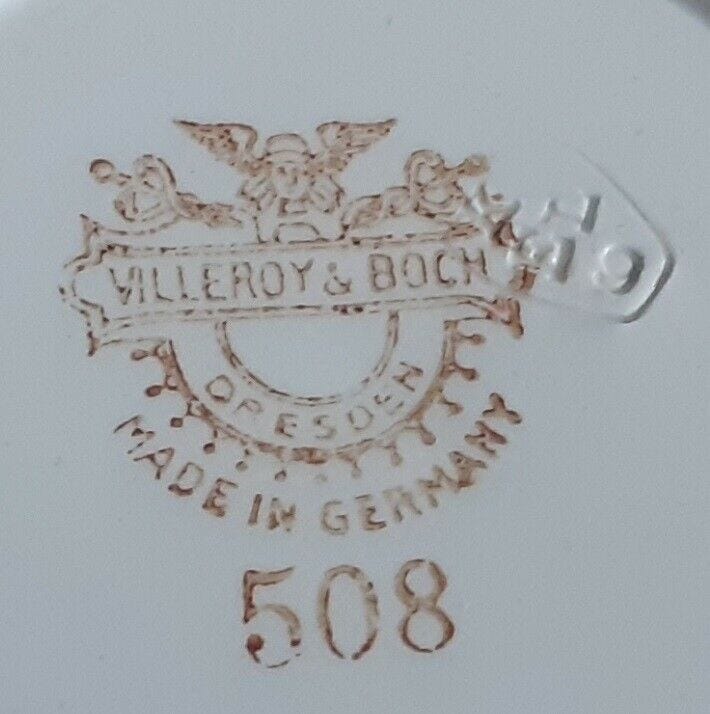 VILLEROY & BOCH
DRESDEN
MADE IN GERMANY
508